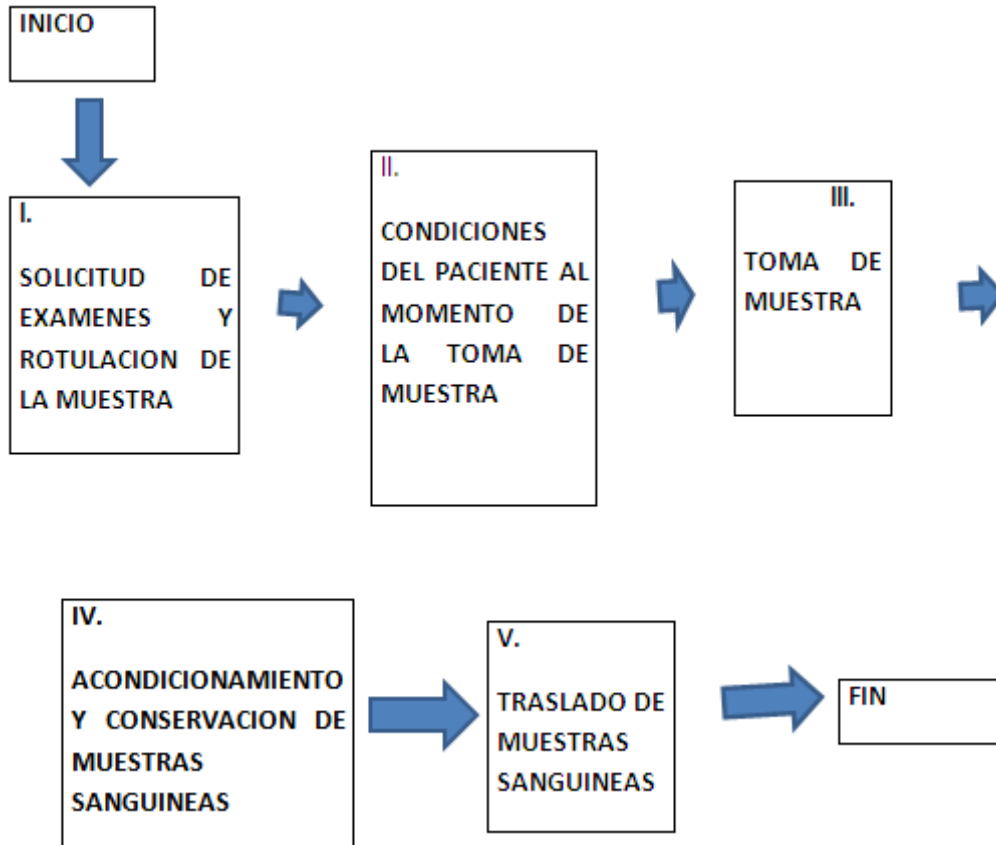 INICIO
I.
SOLICITUD DE
EXAMENES Y
ROTULACION DE
LA MUESTRA
II.
CONDICIONES
DEL PACIENTE AL
MOMENTO DE
LA TOMA DE
MUESTRA
III.
TOMA DE
MUESTRA
IV.
ACONDICIONAMIENTO
Y CONSERVACION DE
MUESTRAS
SANGUINEAS
V.
TRASLADO DE
MUESTRAS
SANGUINEAS
FIN